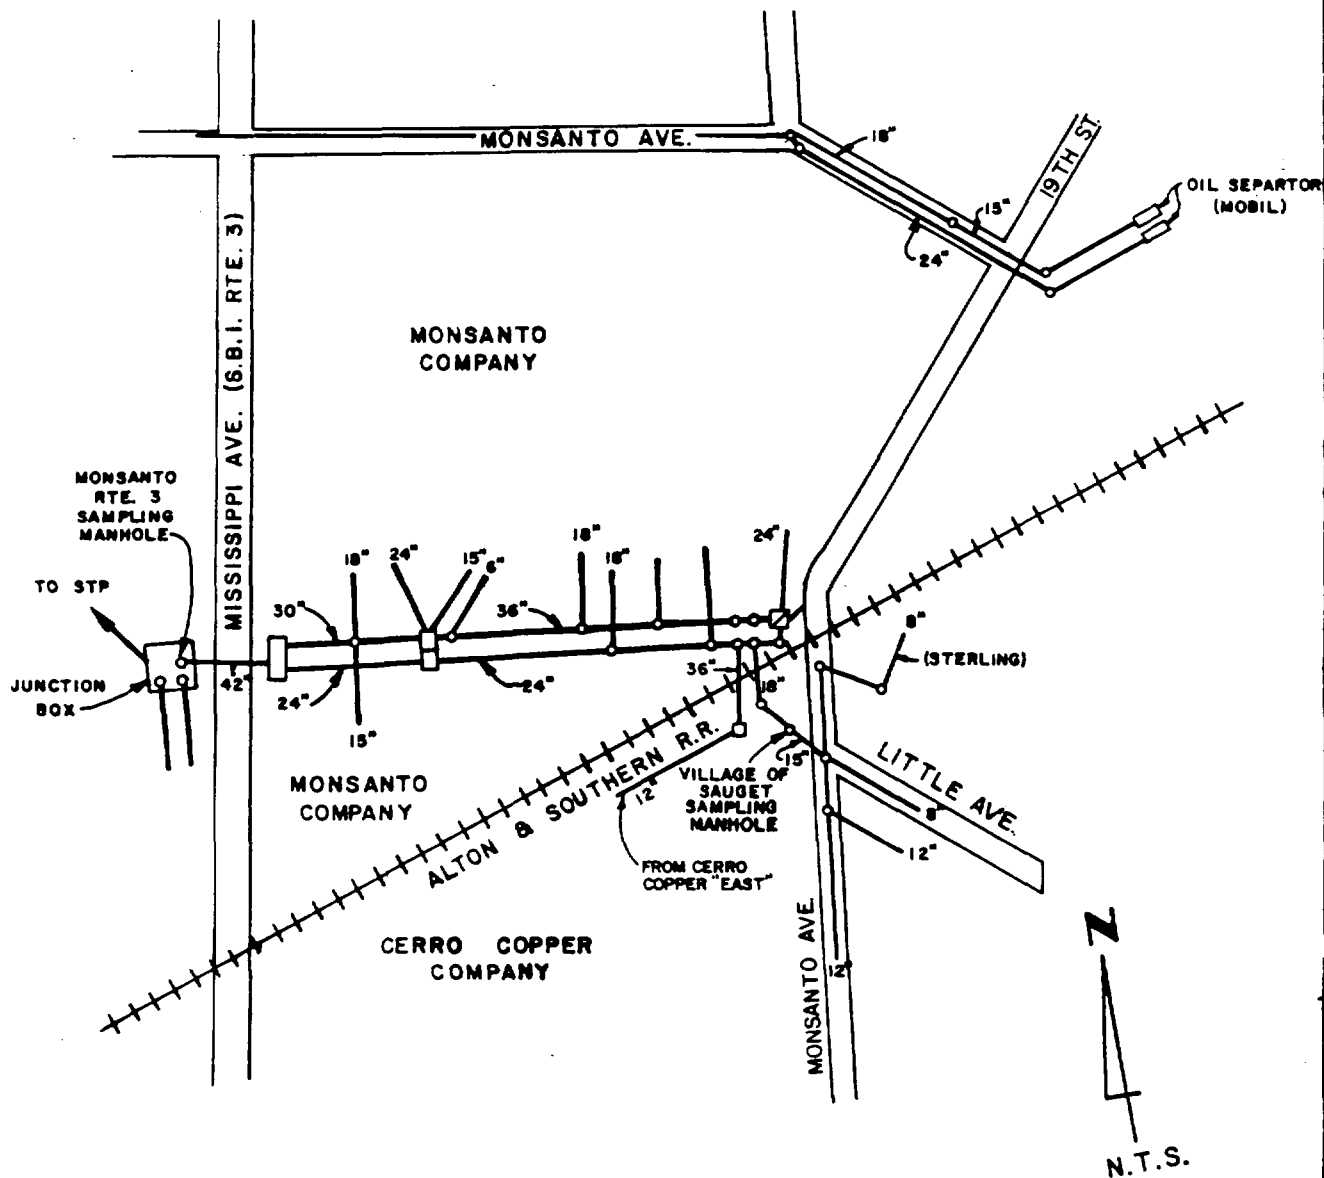 MONSANTO AVE.
18"
19TH ST.
15"
24"
OIL SEPARTOR
(MOBIL)
MISSISSIPPI AVE. (S.B.I. RTE. 3)
MONSANTO
COMPANY
MONSANTO
RTE. 3
SAMPLING
MANHOLE
TO STP
JUNCTION
BOX
42"
30"
18"
24"
15"
6"
36"
18"
18"
24"
24"
24"
15"
36"
18"
8"
(STERLING)
MONSANTO
COMPANY
ALTON & SOUTHERN R.R.
12"
15"
VILLAGE OF
SAUGET
SAMPLING
MANHOLE
LITTLE AVE.
8"
12"
FROM CERRO
COPPER "EAST"
CERRO COPPER
COMPANY
MONSANTO AVE.
12"
N
N.T.S.